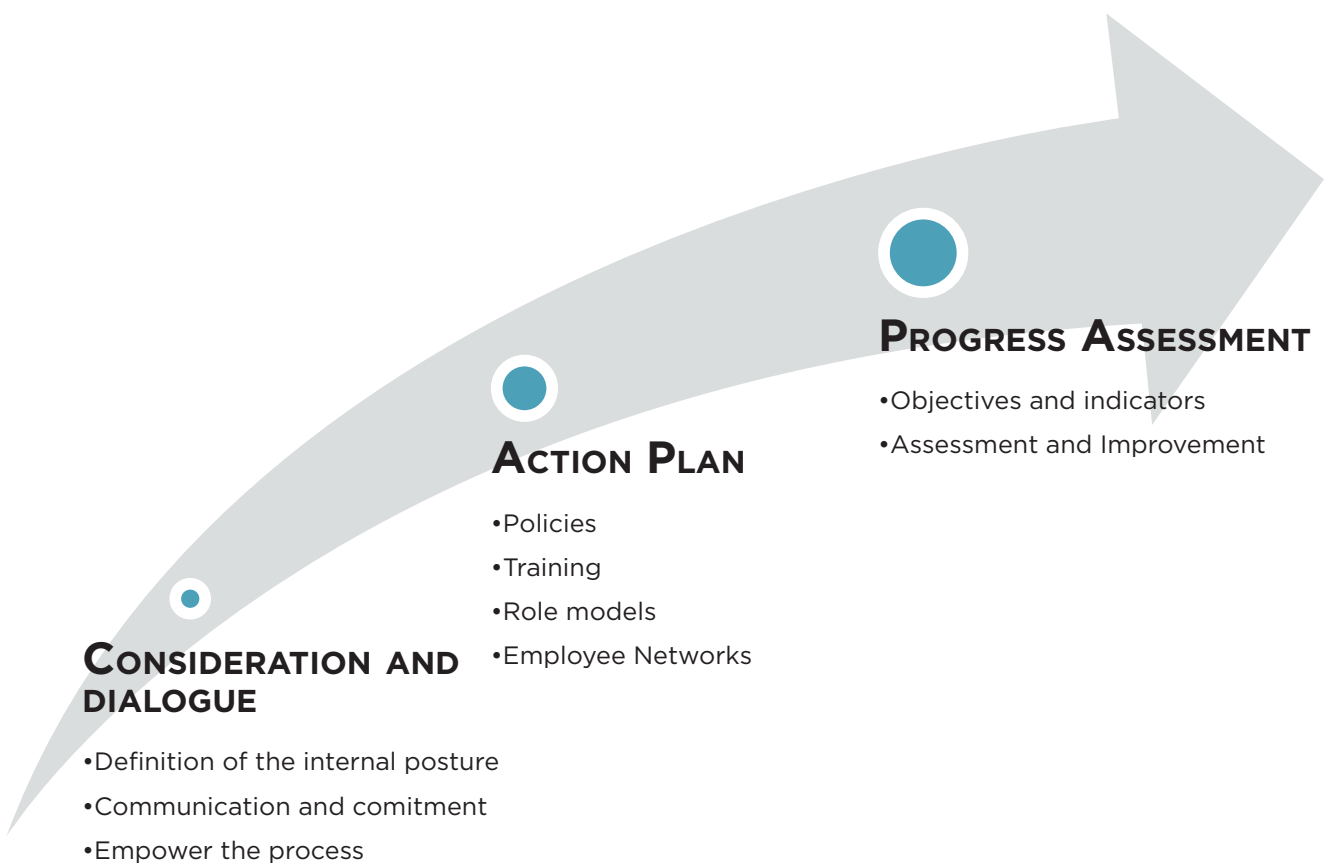 Progress Assessment
•Objectives and indicators
•Assessment and Improvement
Action Plan
•Policies
•Training
•Role models
•Employee Networks
Consideration and
dialogue
•Definition of the internal posture
•Communication and comitment
•Empower the process